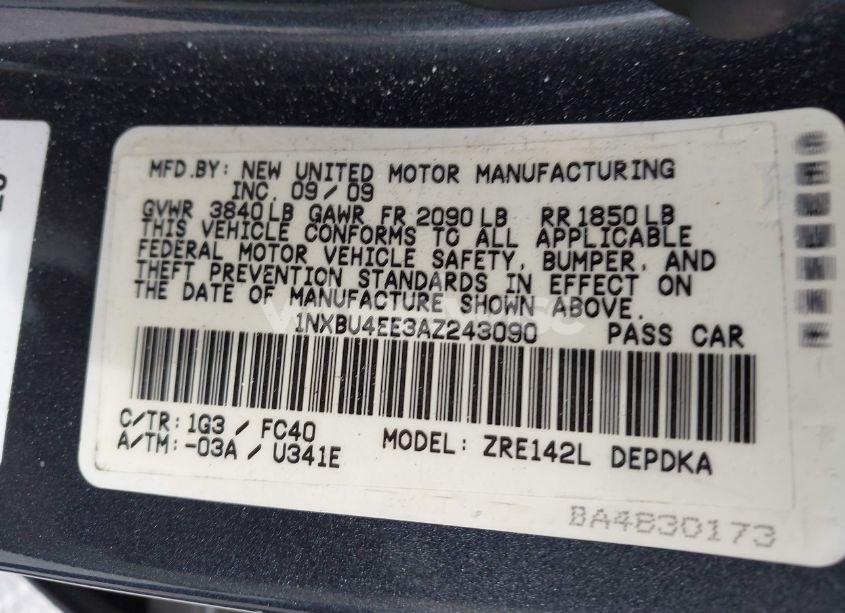 MFD.BY: NEW UNITED MOTOR MANUFACTURING
INC. 09/09
GVWR 3840LB GAWR FR 2090LB RR 1850LB
THIS VEHICLE CONFORMS TO ALL APPLICABLE
FEDERAL MOTOR VEHICLE SAFETY, BUMPER, AND
THEFT PREVENTION STANDARDS IN EFFECT ON
THE DATE OF MANUFACTURE SHOWN ABOVE.
1NXBU4EE3AZ243090 PASS CAR
C/TR: 1G3 / FC40
A/TM: -03A / U341E
MODEL: ZRE142L DEPDKA
BA4830173